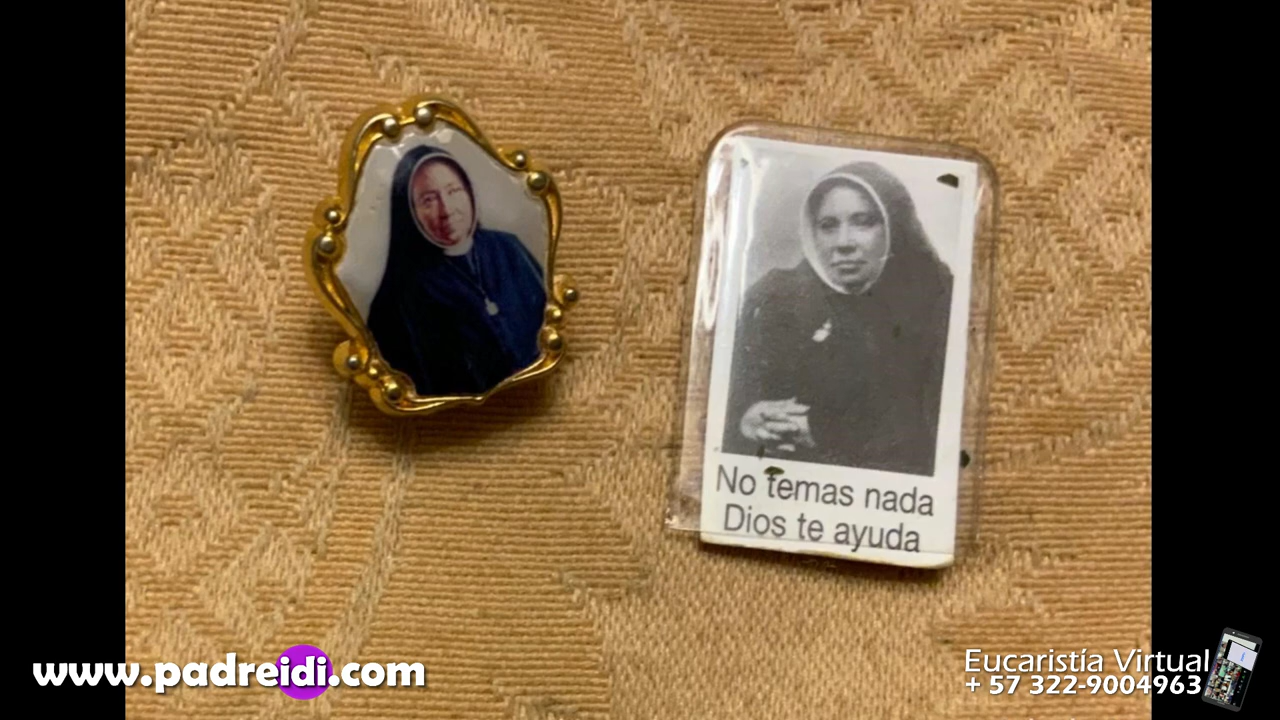 No temas nada
Dios te ayuda
www.padreidi.com
Eucaristía Virtual
+ 57 322-9004963